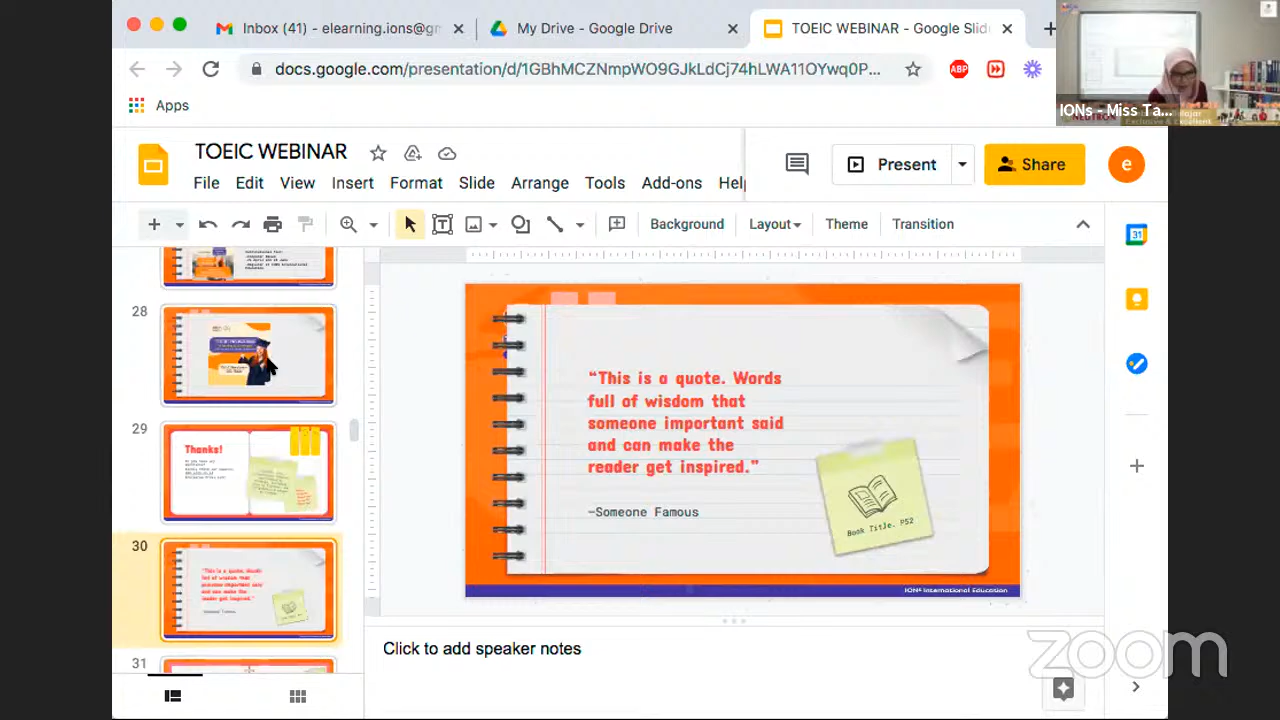 Inbox (41) - elearning.ions@gm
My Drive - Google Drive
TOEIC WEBINAR - Google Slid
docs.google.com/presentation/d/1GBhMCZNmpWO9GJkLdCj74hLWA11OYwq0P...
ABP
Apps
IONs - Miss Ta...
TOEIC WEBINAR
File Edit View Insert Format Slide Arrange Tools Add-ons Help
Present
Share
e
Background Layout Theme Transition
31
28
29
Thanks!
30
31
“This is a quote. Words
full of wisdom that
someone important said
and can make the
reader get inspired.”
—Someone Famous
Book Title. P52
IONs International Education
Click to add speaker notes
zoom